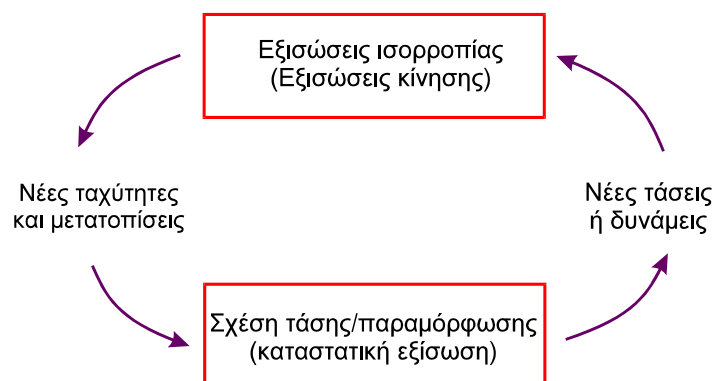 Εξισώσεις ισορροπίας
(Εξισώσεις κίνησης)
Νέες ταχύτητες
και μετατοπίσεις
Νέες τάσεις
ή δυνάμεις
Σχέση τάσης/παραμόρφωσης
(καταστατική εξίσωση)